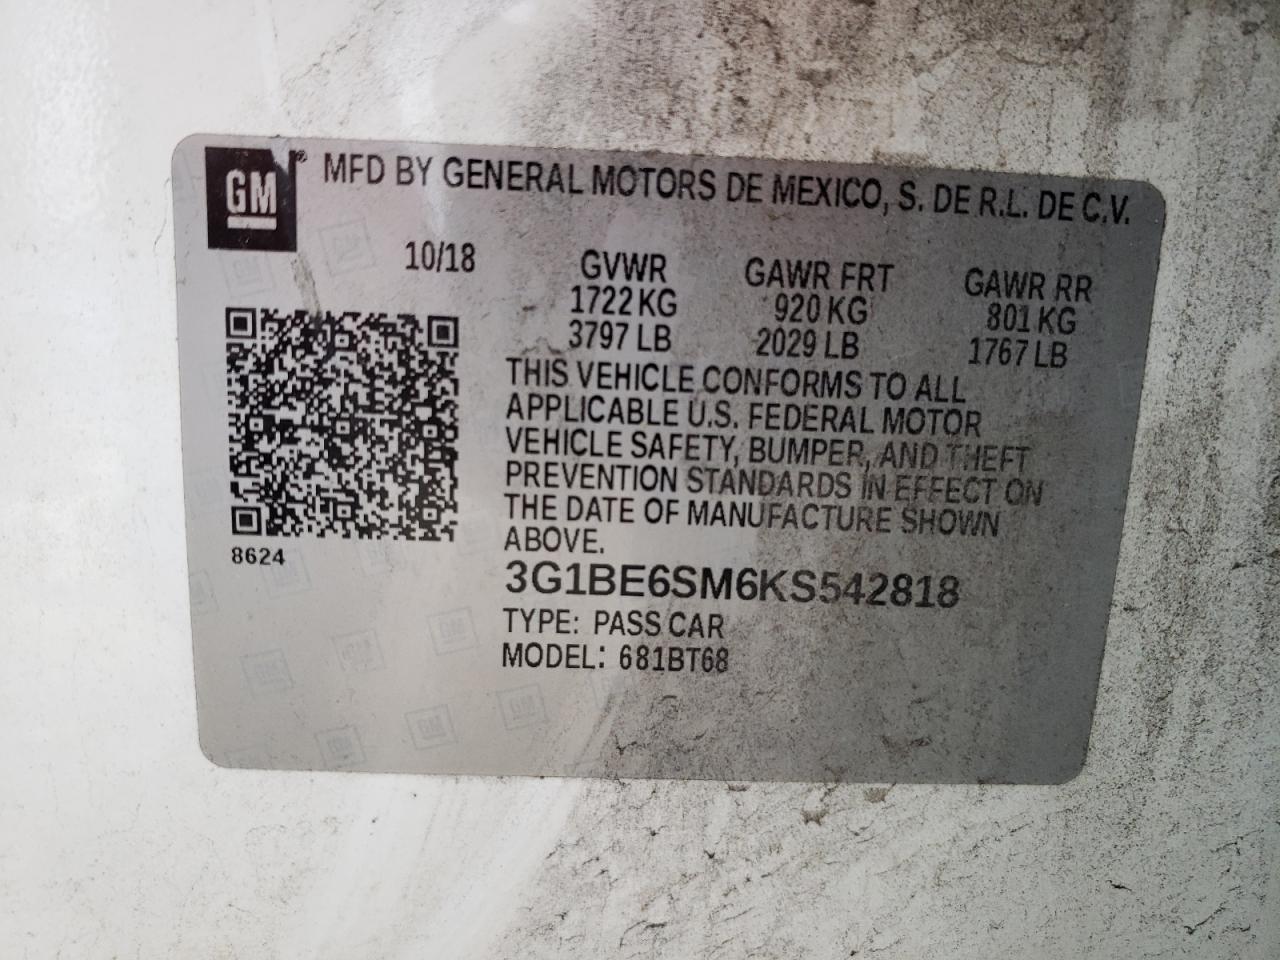 GM® MFD BY GENERAL MOTORS DE MEXICO, S. DE R.L. DE C.V.
10/18 GVWR GAWR FRT GAWR RR
1722 KG 920 KG 801 KG
3797 LB 2029 LB 1767 LB
THIS VEHICLE CONFORMS TO ALL
APPLICABLE U.S. FEDERAL MOTOR
VEHICLE SAFETY, BUMPER, AND THEFT
PREVENTION STANDARDS IN EFFECT ON
THE DATE OF MANUFACTURE SHOWN
ABOVE.
8624
3G1BE6SM6KS542818
TYPE: PASS CAR
MODEL: 681BT68